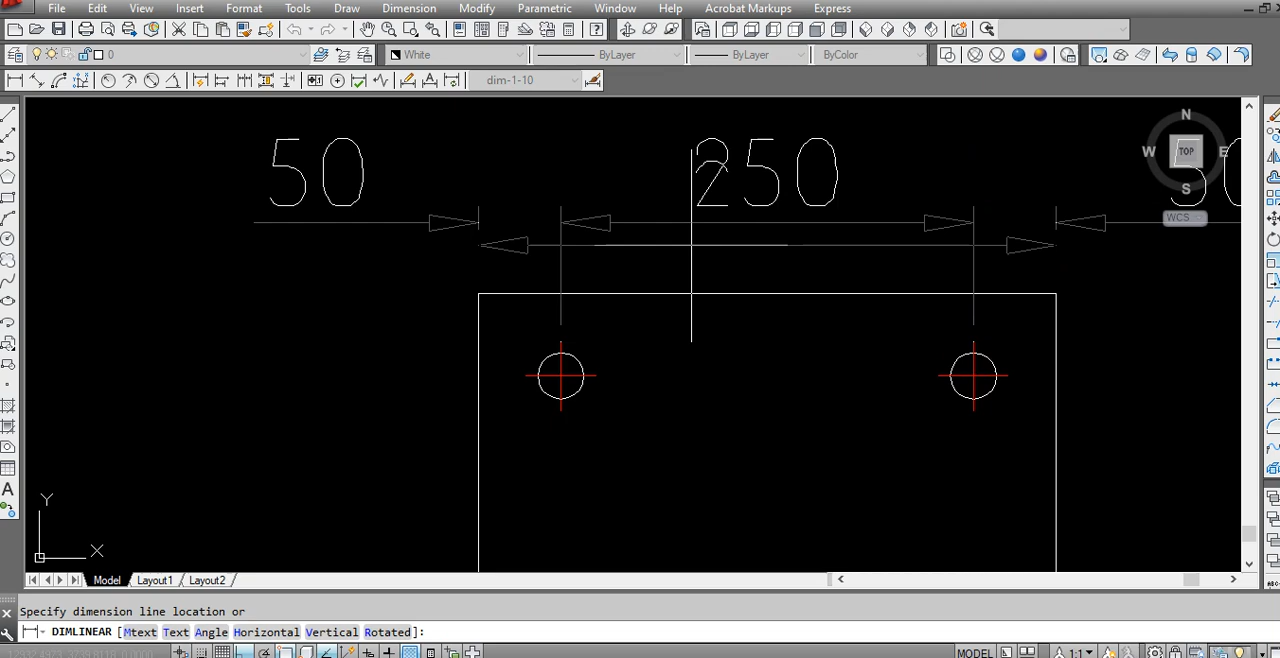 File Edit View Insert Format Tools Draw Dimension Modify Parametric Window Help Acrobat Markups Express
0 White ByLayer ByLayer ByColor
dim-1-10
50 250
N
W TOP E
S
WCS
Y
X
Model Layout1 Layout2
Specify dimension line location or
DIMLINEAR [Mtext Text Angle Horizontal Vertical Rotated]:
MODEL 1:1